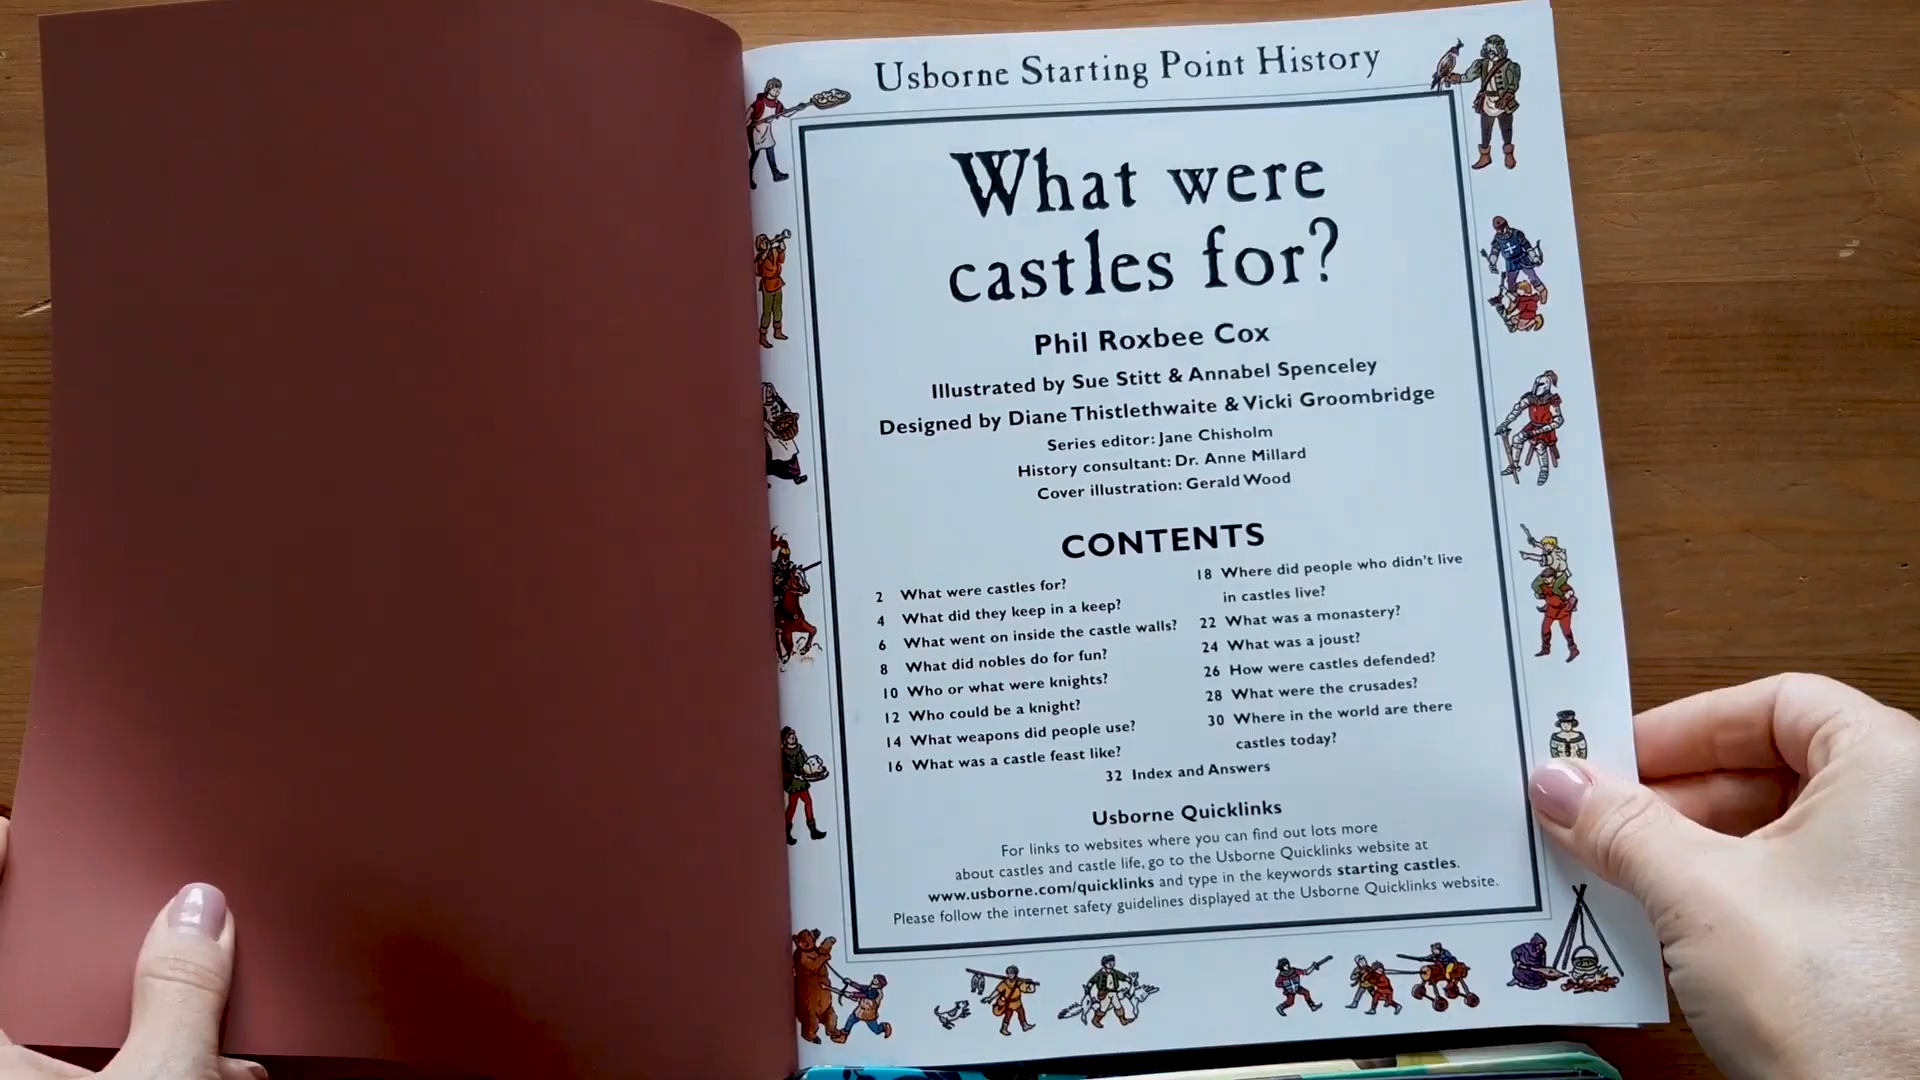 Usborne Starting Point History
What were
castles for?
Phil Roxbee Cox
Illustrated by Sue Stitt & Annabel Spenceley
Designed by Diane Thistlethwaite & Vicki Groombridge
Series editor: Jane Chisholm
History consultant: Dr. Anne Millard
Cover illustration: Gerald Wood
CONTENTS
2 What were castles for?
4 What did they keep in a keep?
6 What went on inside the castle walls?
8 What did nobles do for fun?
10 Who or what were knights?
12 Who could be a knight?
14 What weapons did people use?
16 What was a castle feast like?
18 Where did people who didn't live
in castles live?
22 What was a monastery?
24 What was a joust?
26 How were castles defended?
28 What were the crusades?
30 Where in the world are there
castles today?
32 Index and Answers
Usborne Quicklinks
For links to websites where you can find out lots more
about castles and castle life, go to the Usborne Quicklinks website at
www.usborne.com/quicklinks and type in the keywords starting castles.
Please follow the internet safety guidelines displayed at the Usborne Quicklinks website.